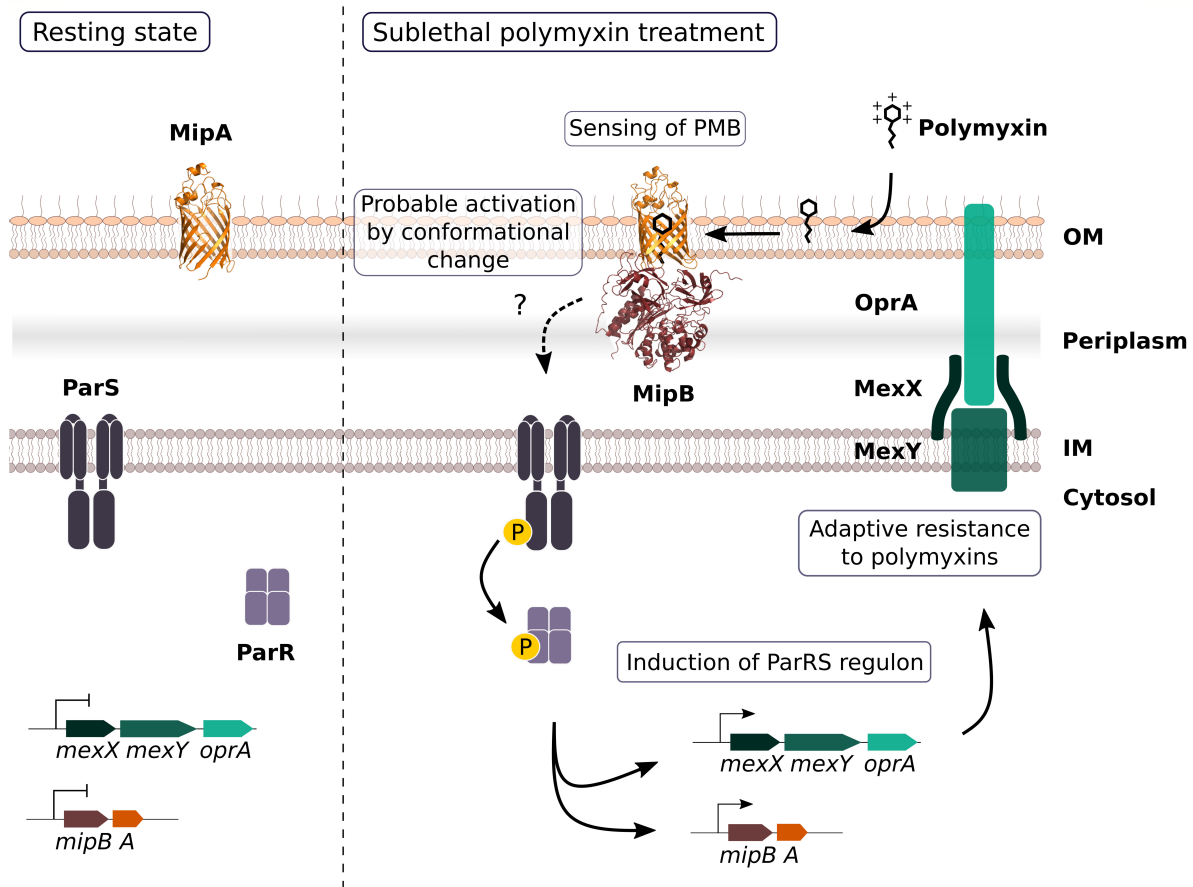 Resting state
Sublethal polymyxin treatment
MipA
Sensing of PMB
+
+ +
+ +
Polymyxin
Probable activation
by conformational
change
OM
?
OprA
Periplasm
ParS
MipB
MexX
MexY
IM
Cytosol
P
Adaptive resistance
to polymyxins
P
ParR
Induction of ParRS regulon
mexX mexY oprA
mexX mexY oprA
mipB A
mipB A